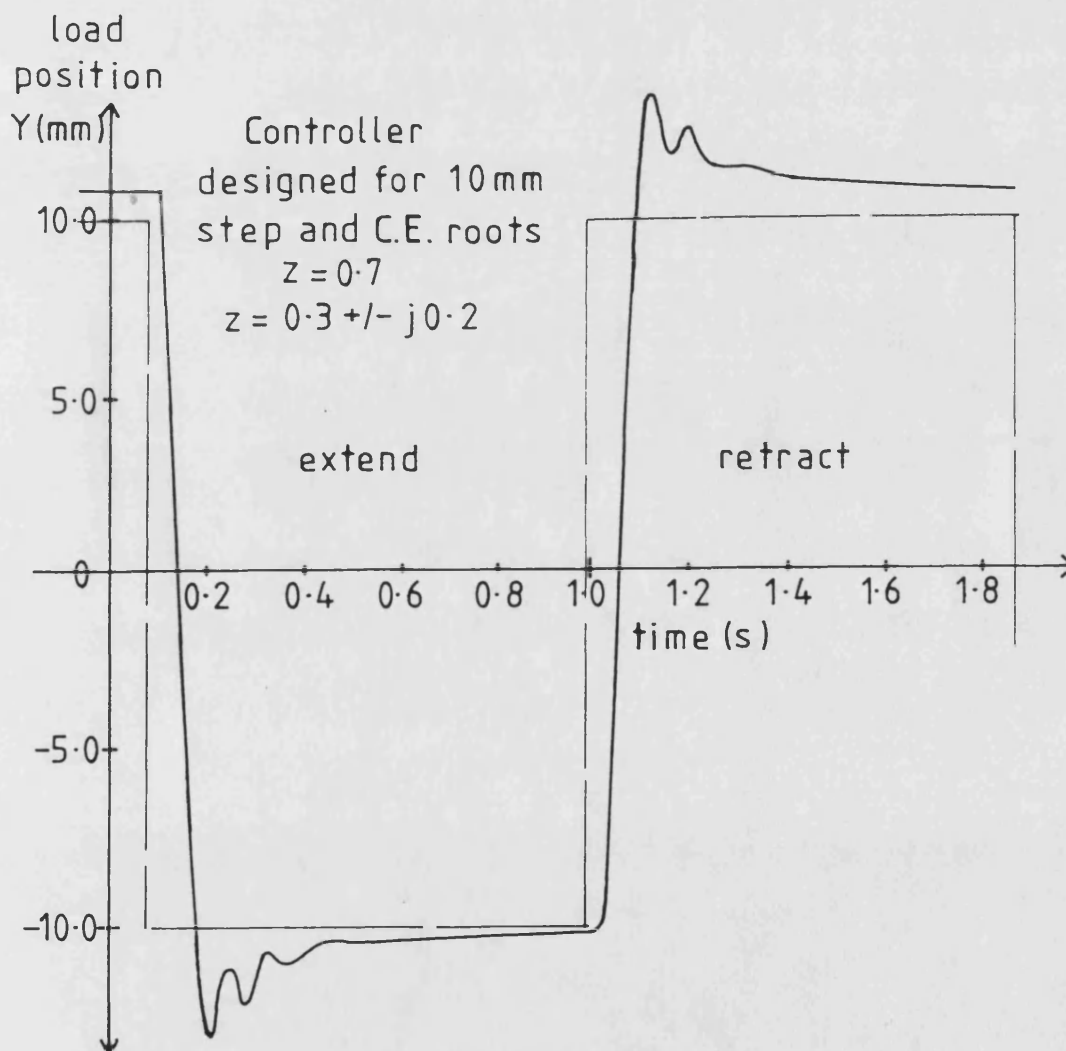 load
position
Y(mm)
Controller
designed for 10mm
step and C.E. roots
z = 0·7
z = 0·3 +/- j0·2
10·0
5·0
extend
retract
0
0·2 0·4 0·6 0·8 1·0 1·2 1·4 1·6 1·8
time (s)
-5·0
-10·0